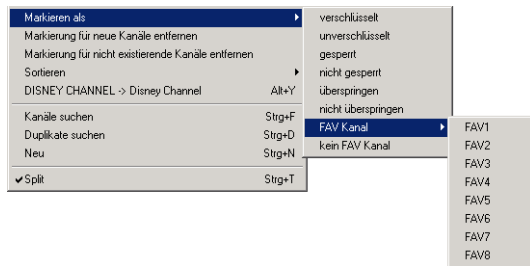 Markieren als
Markierung für neue Kanäle entfernen
Markierung für nicht existierende Kanäle entfernen
Sortieren
DISNEY CHANNEL -> Disney Channel Alt+Y
Kanäle suchen Strg+F
Duplikate suchen Strg+D
Neu Strg+N
Split Strg+T
verschlüsselt
unverschlüsselt
gesperrt
nicht gesperrt
überspringen
nicht überspringen
FAV Kanal
kein FAV Kanal
FAV1
FAV2
FAV3
FAV4
FAV5
FAV6
FAV7
FAV8